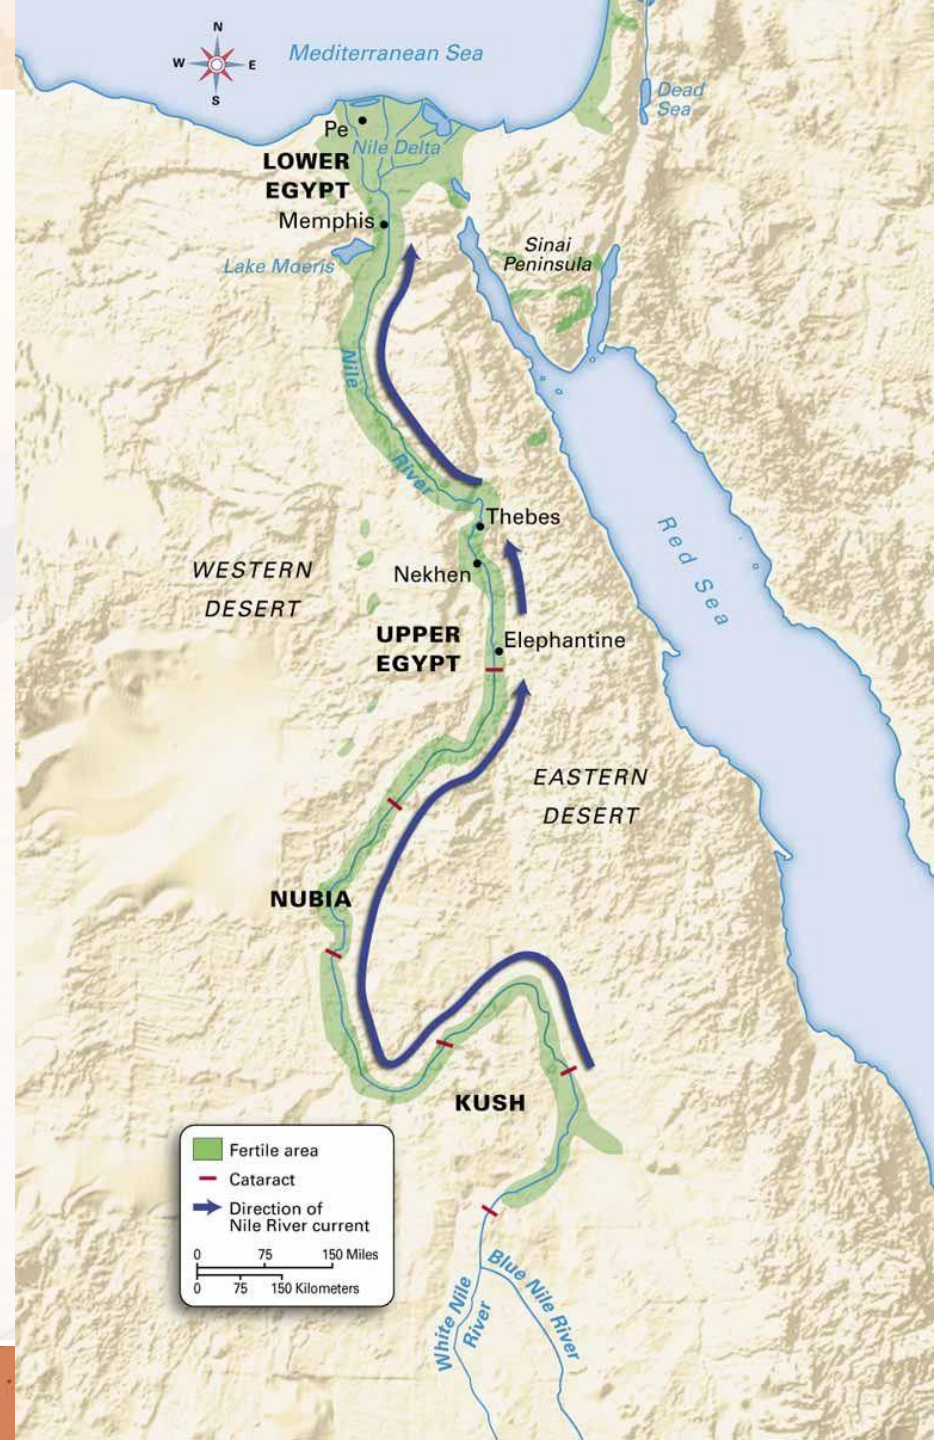 N
W E
S
Mediterranean Sea
Dead
Sea
Pe
Nile Delta
LOWER
EGYPT
Memphis
Lake Moeris
Sinai
Peninsula
Nile
River
Thebes
Nekhen
Red Sea
WESTERN
DESERT
UPPER
EGYPT
Elephantine
EASTERN
DESERT
NUBIA
KUSH
Fertile area
Cataract
Direction of
Nile River current
0 75 150 Miles
0 75 150 Kilometers
White Nile
River
Blue Nile River